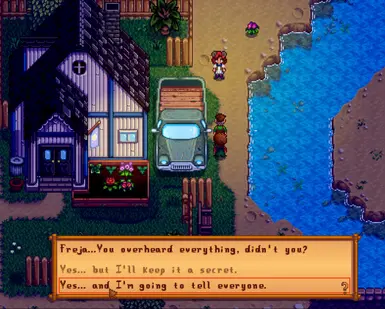 Freja...You overheard everything, didn't you?
Yes... but I'll keep it a secret.
Yes... and I'm going to tell everyone.